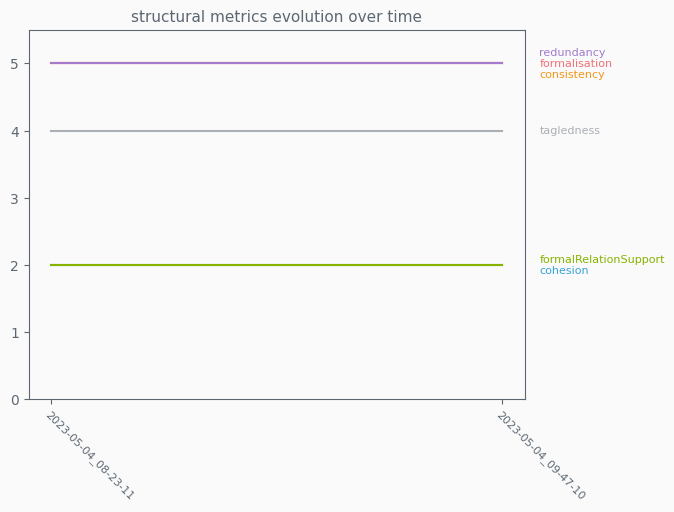 structural metrics evolution over time
5
4
3
2
1
0
redundancy
formalisation
consistency
tagledness
formalRelationSupport
cohesion
2023-05-04_08-23-11
2023-05-04_09-47-10